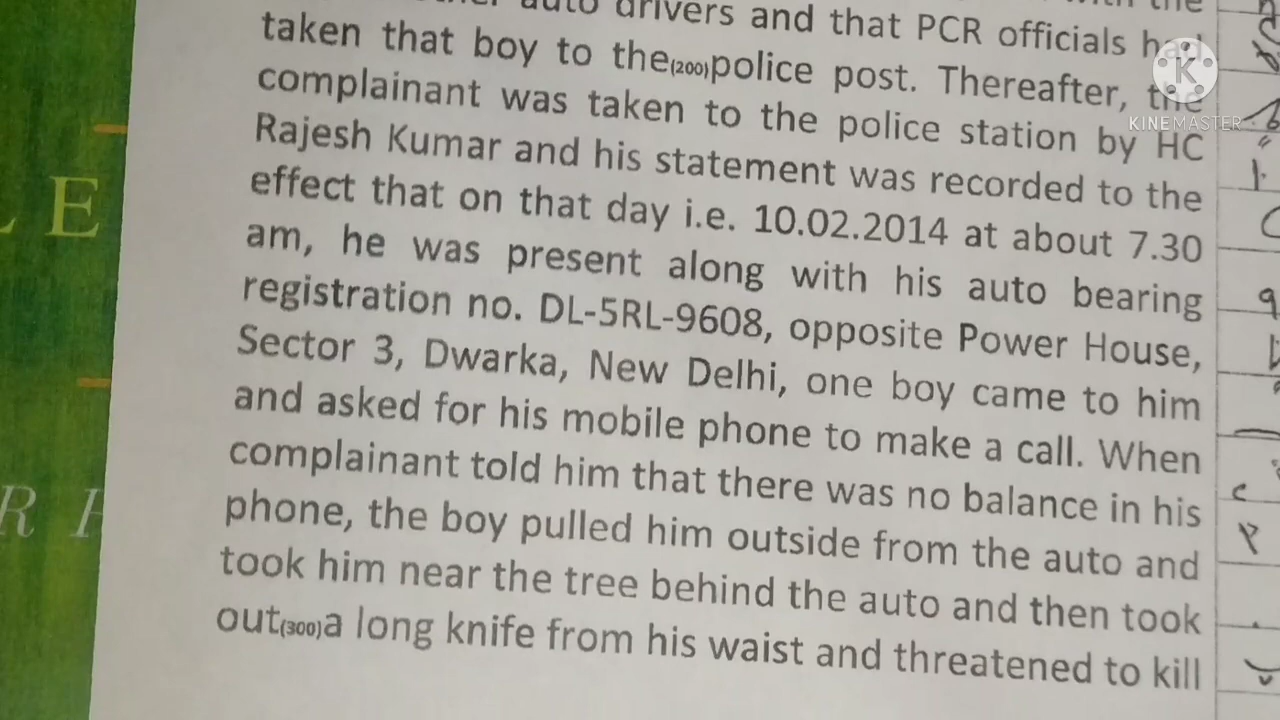 auto drivers and that PCR officials had
taken that boy to the(200)police post. Thereafter, the
complainant was taken to the police station by HC
Rajesh Kumar and his statement was recorded to the
effect that on that day i.e. 10.02.2014 at about 7.30
am, he was present along with his auto bearing
registration no. DL-5RL-9608, opposite Power House,
Sector 3, Dwarka, New Delhi, one boy came to him
and asked for his mobile phone to make a call. When
complainant told him that there was no balance in his
phone, the boy pulled him outside from the auto and
took him near the tree behind the auto and then took
out(300)a long knife from his waist and threatened to kill
K
KINEMASTER
L E
R H